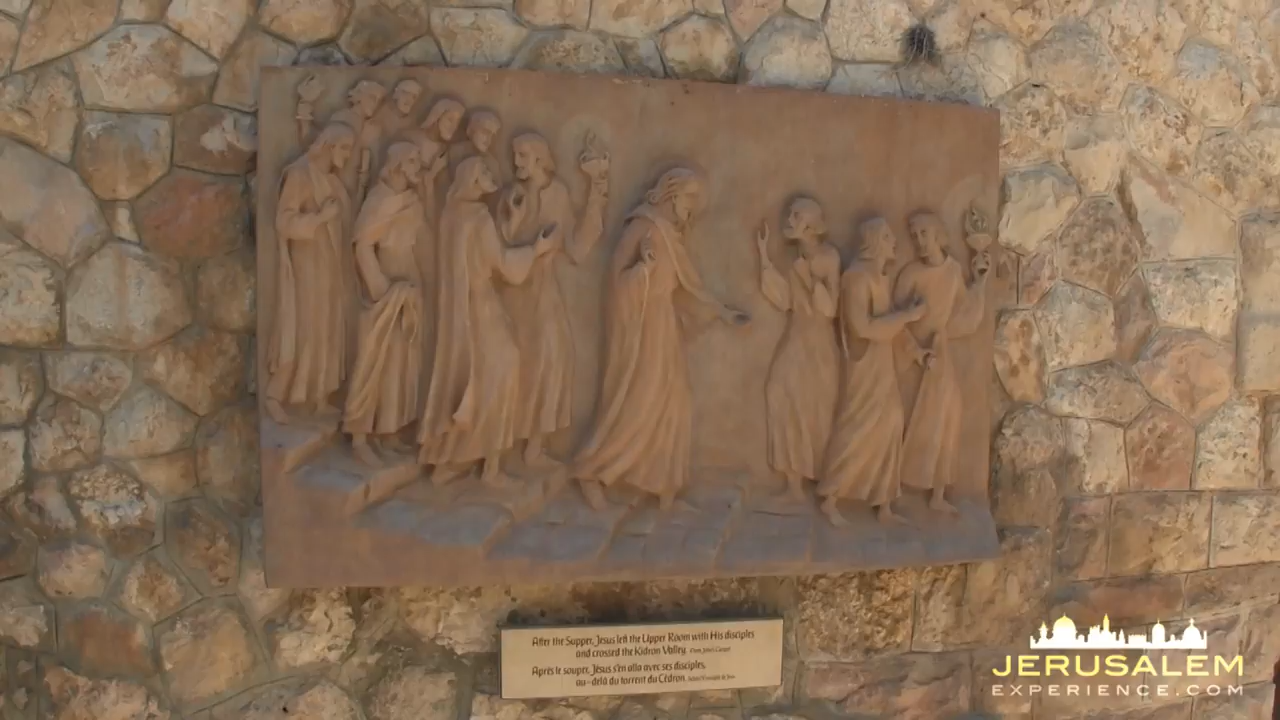 After the Supper, Jesus left the Upper Room with His disciples
and crossed the Kidron Valley.
Après le souper, Jésus s'en alla avec ses disciples,
au-delà du torrent du Cédron.
JERUSALEM
EXPERIENCE.COM